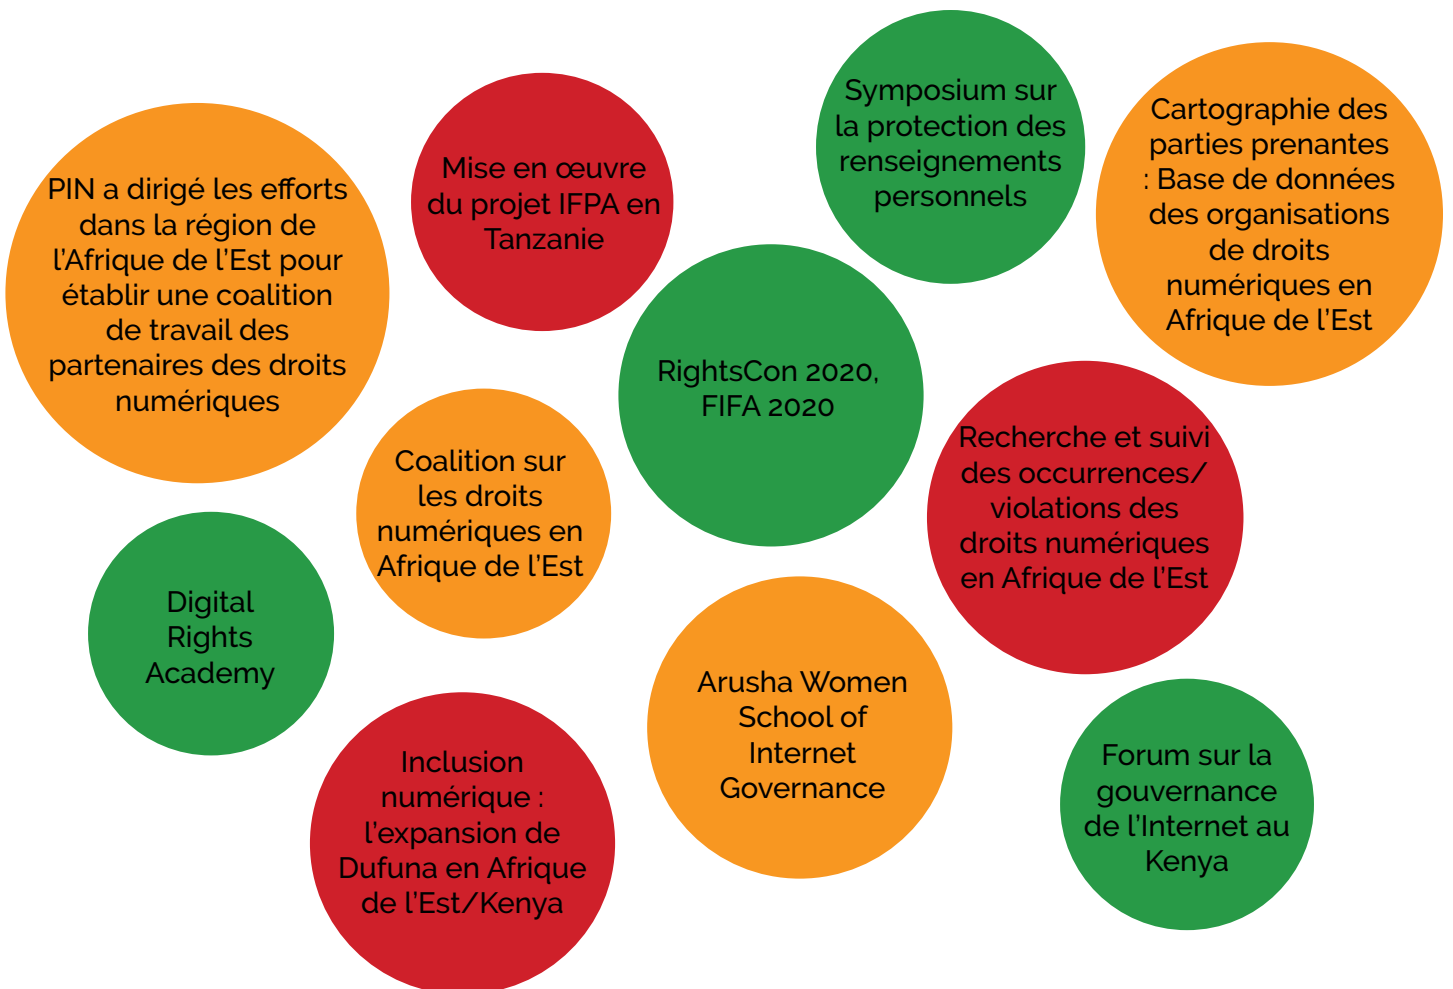 PIN a dirigé les efforts
dans la région de
l’Afrique de l’Est pour
établir une coalition
de travail des
partenaires des droits
numériques
Mise en œuvre
du projet IFPA en
Tanzanie
Symposium sur
la protection des
renseignements
personnels
Cartographie des
parties prenantes
: Base de données
des organisations
de droits
numériques en
Afrique de l’Est
RightsCon 2020,
FIFA 2020
Coalition sur
les droits
numériques en
Afrique de l’Est
Recherche et suivi
des occurrences/
violations des
droits numériques
en Afrique de l’Est
Digital
Rights
Academy
Inclusion
numérique :
l’expansion de
Dufuna en Afrique
de l’Est/Kenya
Arusha Women
School of
Internet
Governance
Forum sur la
gouvernance
de l’Internet au
Kenya